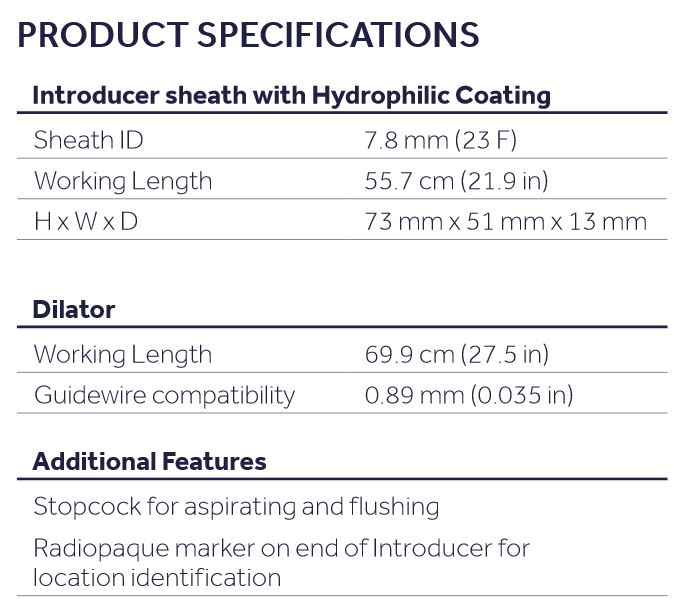 PRODUCT SPECIFICATIONS
Introducer sheath with Hydrophilic Coating
Sheath ID 7.8 mm (23 F)
Working Length 55.7 cm (21.9 in)
H x W x D 73 mm x 51 mm x 13 mm
Dilator
Working Length 69.9 cm (27.5 in)
Guidewire compatibility 0.89 mm (0.035 in)
Additional Features
Stopcock for aspirating and flushing
Radiopaque marker on end of Introducer for
location identification